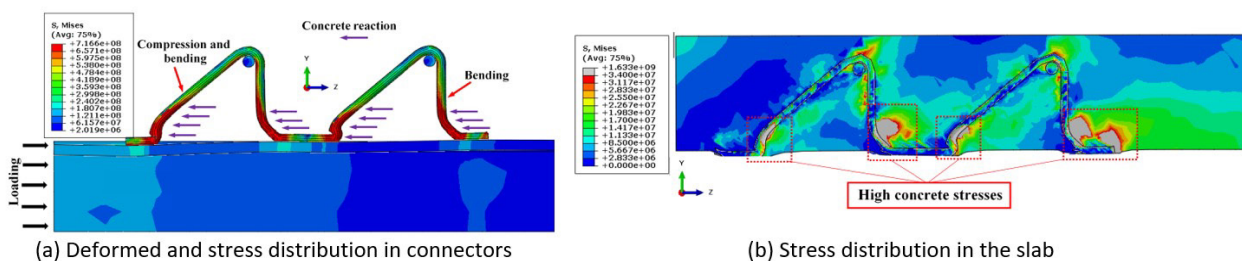 S, Mises
(Avg: 75%)
+7.166e+08
+6.571e+08
+5.975e+08
+5.380e+08
+4.784e+08
+4.189e+08
+3.593e+08
+2.998e+08
+2.402e+08
+1.807e+08
+1.211e+08
+6.157e+07
+2.019e+06
Compression and
bending
Concrete reaction
Y
Z
Bending
Loading
(a) Deformed and stress distribution in connectors
S, Mises
(Avg: 75%)
+1.633e+09
+3.400e+07
+3.117e+07
+2.833e+07
+2.550e+07
+2.267e+07
+1.983e+07
+1.700e+07
+1.417e+07
+1.133e+07
+8.500e+06
+5.667e+06
+2.833e+06
+0.000e+00
Y
Z
High concrete stresses
(b) Stress distribution in the slab